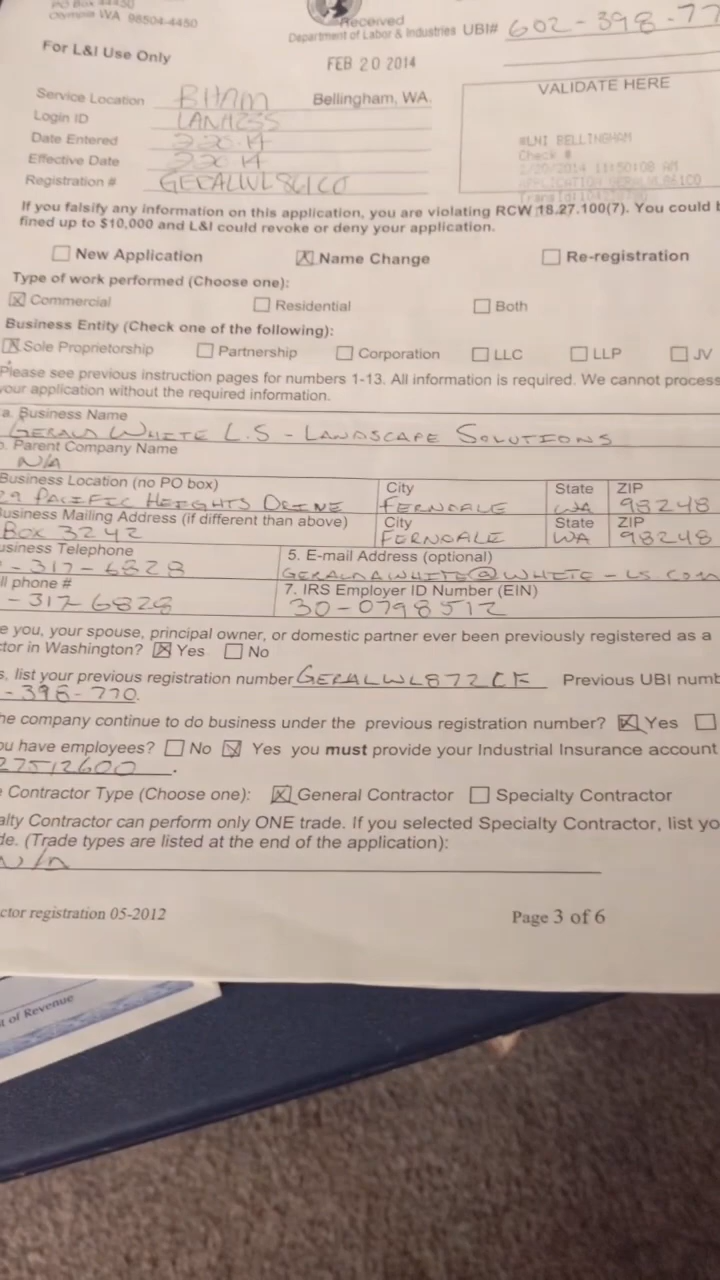 PO Box 44450
Olympia WA 98504-4450
Received
Department of Labor & Industries UBI# 602-398-77
For L&I Use Only
FEB 20 2014
VALIDATE HERE
Service Location BHAM Bellingham, WA.
Login ID LANH235
Date Entered 2.20.14
Effective Date 2.20.14
Registration # GERALWL861CO
#LNI BELLINGHAM
Check #
2/20/2014 11:50:08 AM
APPLICATION GERALWL861CO
If you falsify any information on this application, you are violating RCW 18.27.100(7). You could b
fined up to $10,000 and L&I could revoke or deny your application.
New Application Name Change Re-registration
Type of work performed (Choose one):
Commercial Residential Both
Business Entity (Check one of the following):
Sole Proprietorship Partnership Corporation LLC LLP JV
Please see previous instruction pages for numbers 1-13. All information is required. We cannot process
your application without the required information.
a. Business Name
GERALD WHITE L.S - LANDSCAPE SOLUTIONS
b. Parent Company Name
N/A
Business Location (no PO box) City State ZIP
29 PACIFIC HEIGHTS DRINE FERNDALE WA 98248
Business Mailing Address (if different than above) City State ZIP
Box 3242 FERNDALE WA 98248
usiness Telephone 5. E-mail Address (optional)
-317-6828 GERALDAWHITE@WHITE-LS.COM
ll phone # 7. IRS Employer ID Number (EIN)
-317-6828 30-0798512
e you, your spouse, principal owner, or domestic partner ever been previously registered as a
ctor in Washington? Yes No
s, list your previous registration number GERALWL872CF Previous UBI numb
-398-770.
he company continue to do business under the previous registration number? Yes
ou have employees? No Yes you must provide your Industrial Insurance account
27512600.
Contractor Type (Choose one): General Contractor Specialty Contractor
alty Contractor can perform only ONE trade. If you selected Specialty Contractor, list yo
de. (Trade types are listed at the end of the application):
N/A
ctor registration 05-2012 Page 3 of 6
t of Revenue